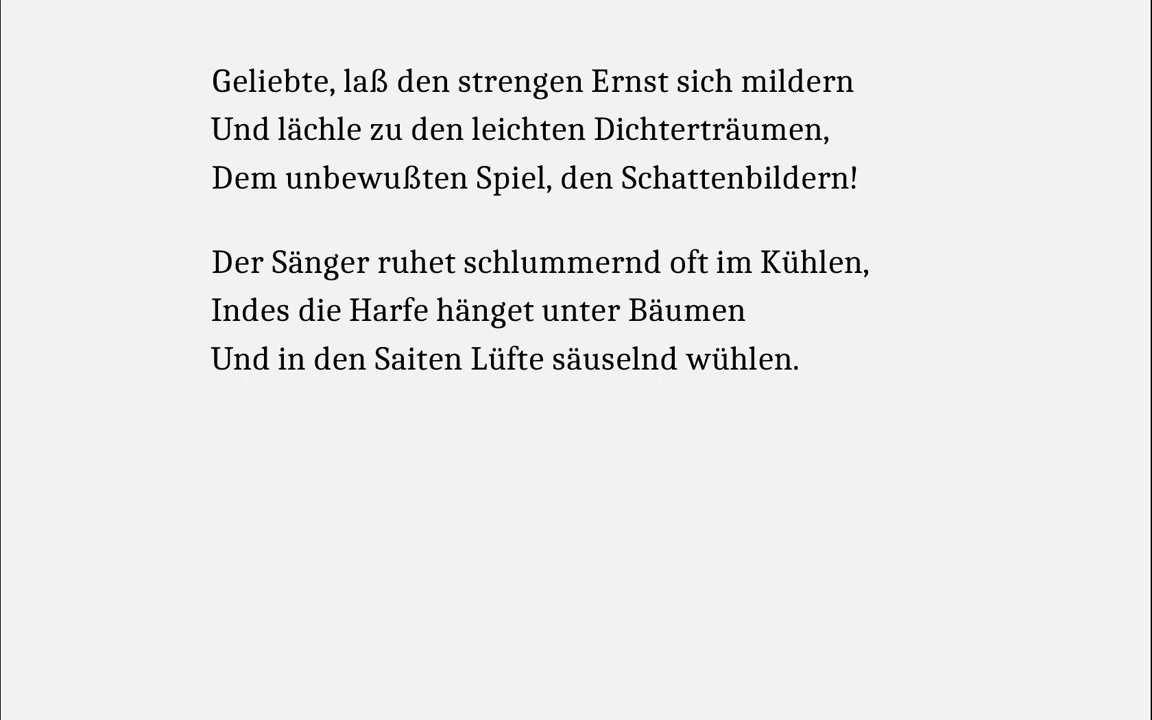 Geliebte, laß den strengen Ernst sich mildern
Und lächle zu den leichten Dichterträumen,
Dem unbewußten Spiel, den Schattenbildern!
Der Sänger ruhet schlummernd oft im Kühlen,
Indes die Harfe hänget unter Bäumen
Und in den Saiten Lüfte säuselnd wühlen.